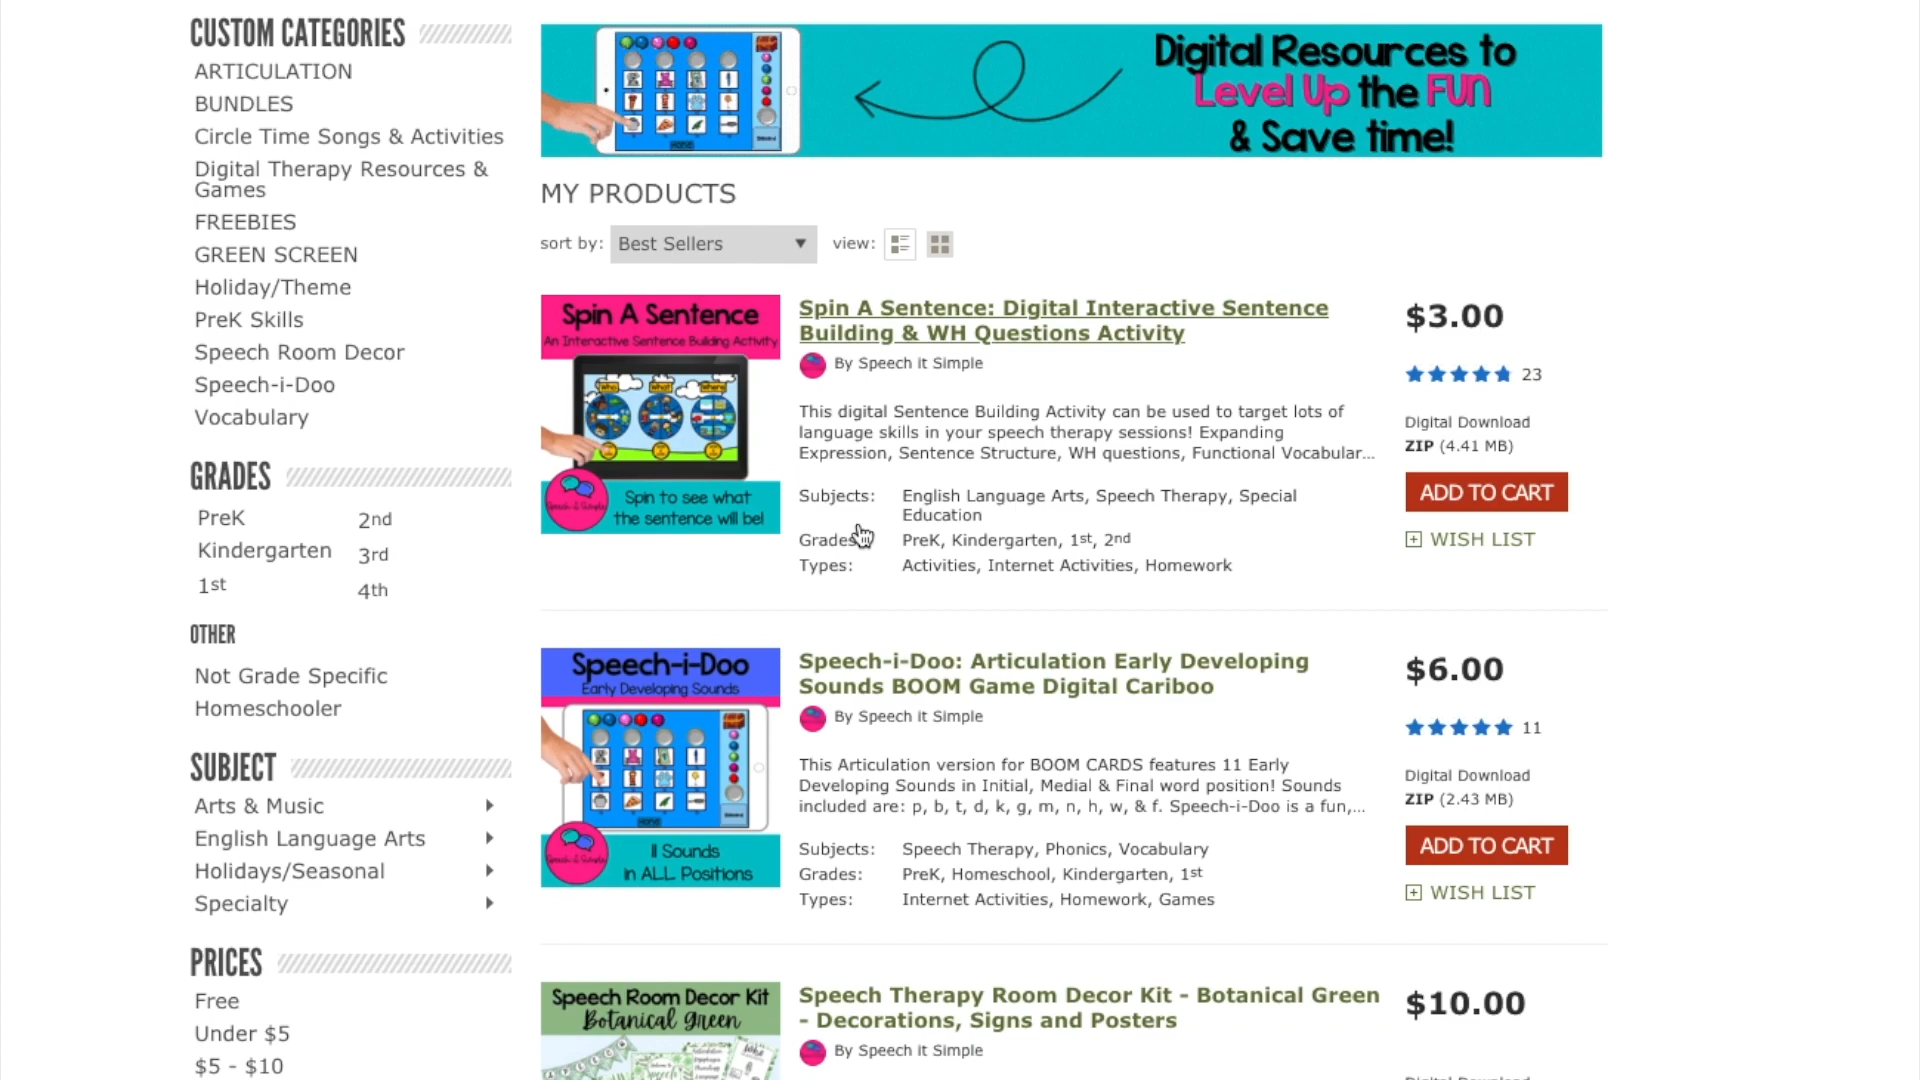 CUSTOM CATEGORIES
ARTICULATION
BUNDLES
Circle Time Songs & Activities
Digital Therapy Resources &
Games
FREEBIES
GREEN SCREEN
Holiday/Theme
PreK Skills
Speech Room Decor
Speech-i-Doo
Vocabulary
GRADES
PreK
2nd
Kindergarten
3rd
1st
4th
OTHER
Not Grade Specific
Homeschooler
SUBJECT
Arts & Music
English Language Arts
Holidays/Seasonal
Specialty
PRICES
Free
Under $5
$5 - $10
Digital Resources to
Level Up the FUN
& Save time!
MY PRODUCTS
sort by: Best Sellers view:
Spin A Sentence
An Interactive Sentence Building Activity
Who What Where
Speech it Simple
Spin to see what
the sentence will be!
Spin A Sentence: Digital Interactive Sentence
Building & WH Questions Activity
By Speech it Simple
This digital Sentence Building Activity can be used to target lots of
language skills in your speech therapy sessions! Expanding
Expression, Sentence Structure, WH questions, Functional Vocabular...
Subjects: English Language Arts, Speech Therapy, Special
Education
Grades PreK, Kindergarten, 1st, 2nd
Types: Activities, Internet Activities, Homework
$3.00
23
Digital Download
ZIP (4.41 MB)
ADD TO CART
WISH LIST
Speech-i-Doo
Early Developing Sounds
Speech it Simple
11 Sounds
in ALL Positions
Speech-i-Doo: Articulation Early Developing
Sounds BOOM Game Digital Cariboo
By Speech it Simple
This Articulation version for BOOM CARDS features 11 Early
Developing Sounds in Initial, Medial & Final word position! Sounds
included are: p, b, t, d, k, g, m, n, h, w, & f. Speech-i-Doo is a fun,...
Subjects: Speech Therapy, Phonics, Vocabulary
Grades: PreK, Homeschool, Kindergarten, 1st
Types: Internet Activities, Homework, Games
$6.00
11
Digital Download
ZIP (2.43 MB)
ADD TO CART
WISH LIST
Speech Room Decor Kit
Botanical Green
Speech Therapy Room Decor Kit - Botanical Green
- Decorations, Signs and Posters
By Speech it Simple
$10.00
Digital Download